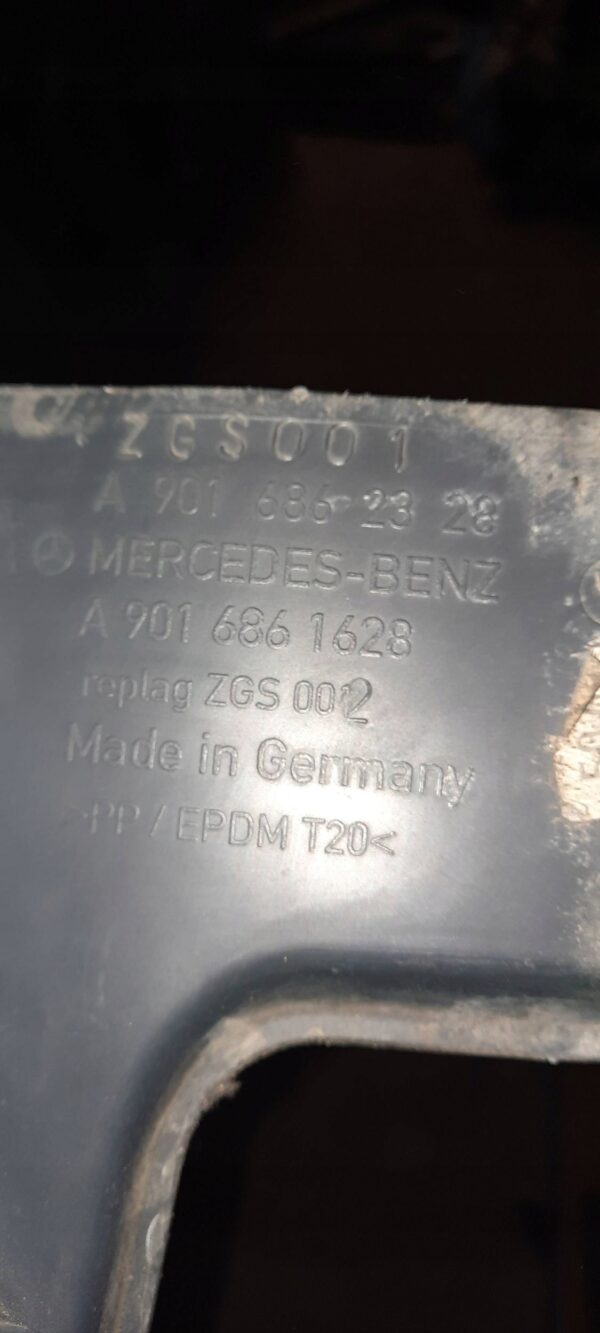 ZGS001
A 901 686 23 28
MERCEDES-BENZ
A 901 686 1628
replag ZGS 002
Made in Germany
>PP / EPDM T20<